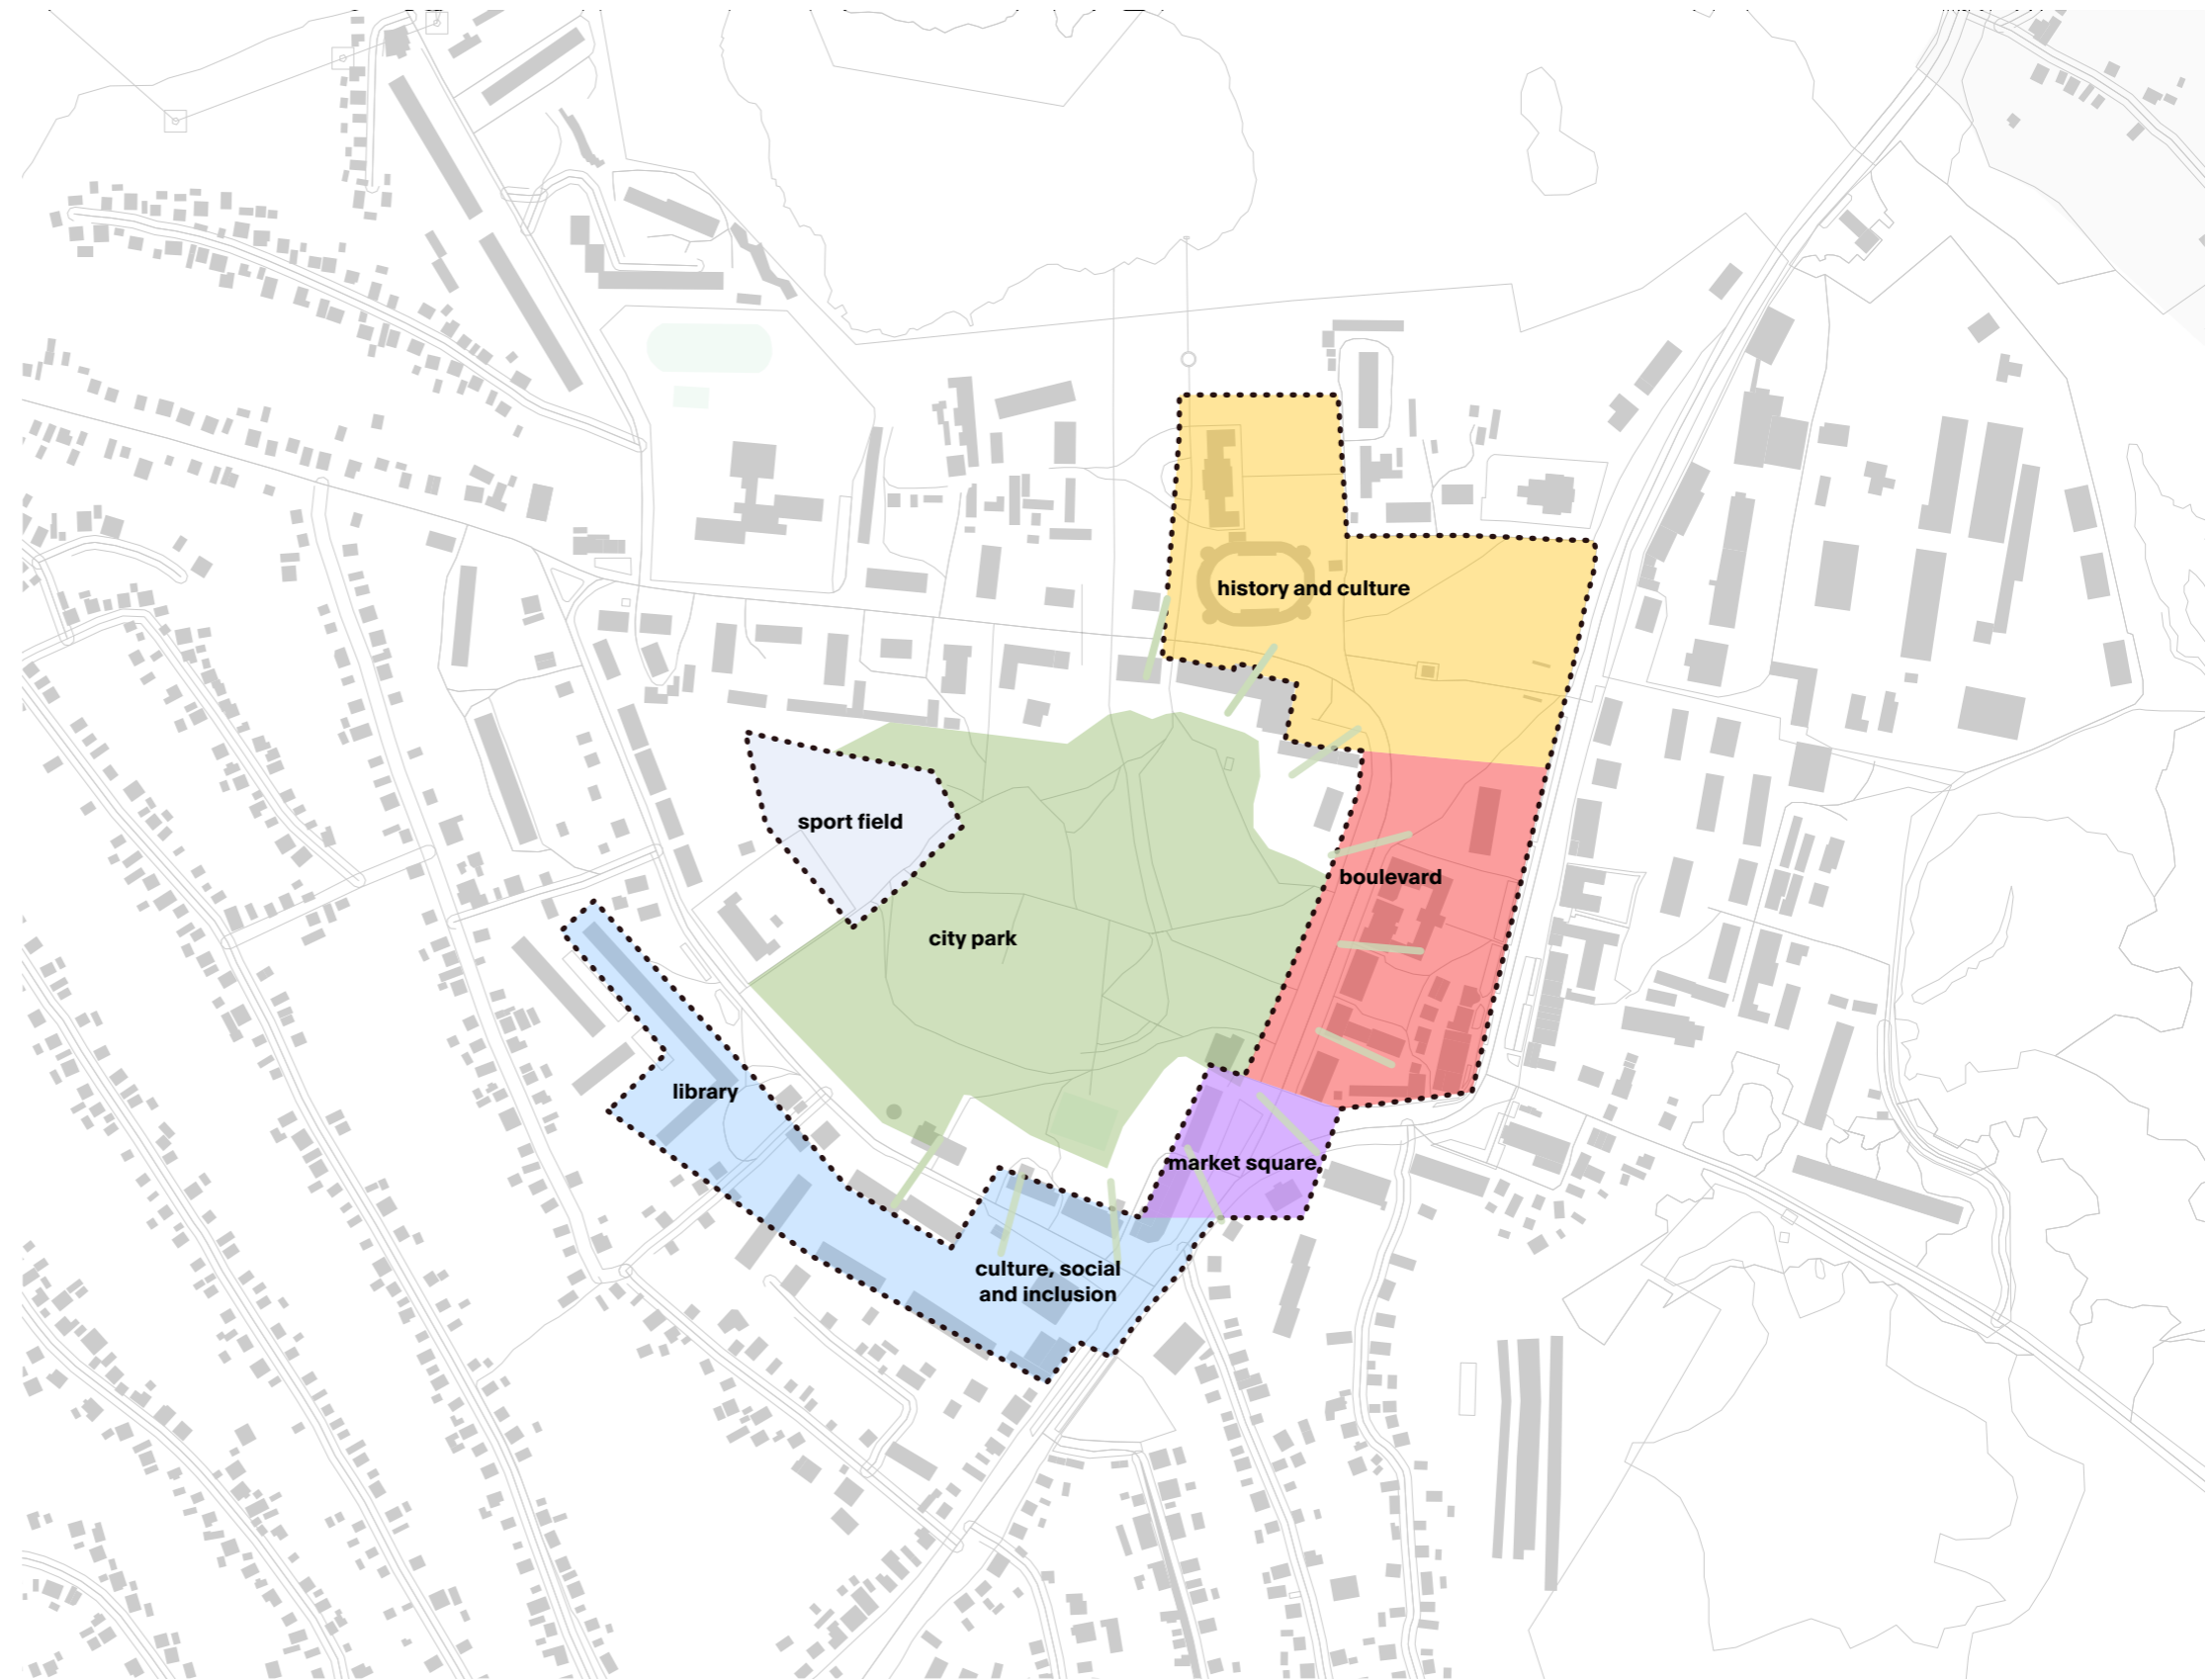 history and culture
sport field
boulevard
city park
library
market square
culture, social
and inclusion